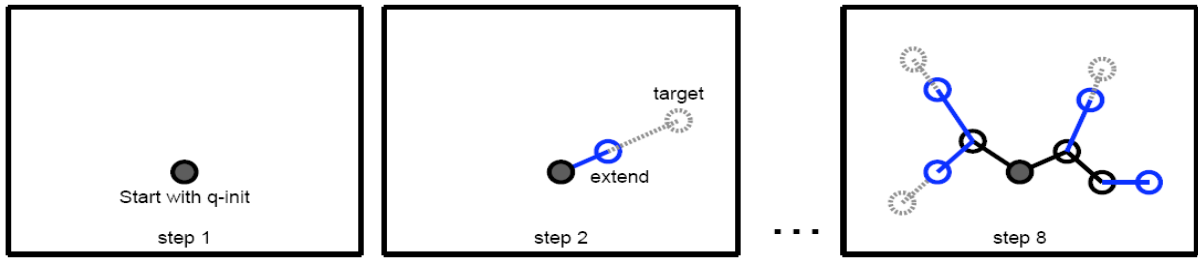 Start with q-init
step 1
target
extend
step 2
...
step 8